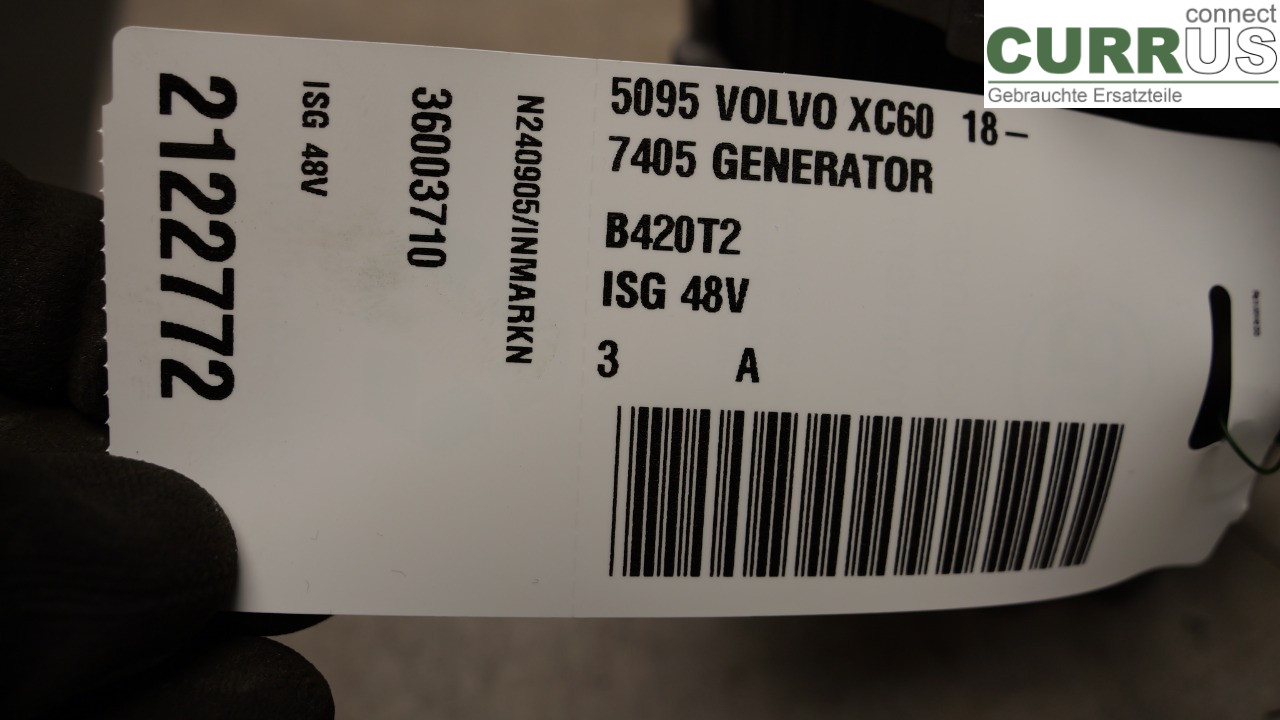 connect
CURRUS
Gebrauchte Ersatzteile
5095 VOLVO XC60 18–
7405 GENERATOR
B420T2
ISG 48V
3 A
N240905/INMARKN
36003710
ISG 48V
2122772